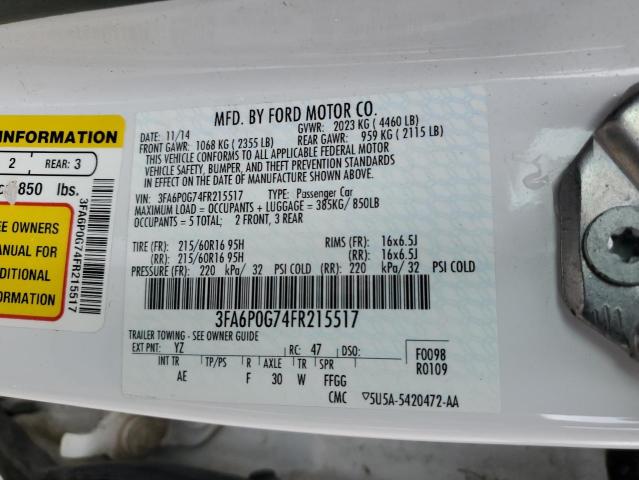 MFD. BY FORD MOTOR CO.
DATE: 11/14 GVWR: 2023 KG ( 4460 LB)
FRONT GAWR: 1068 KG ( 2355 LB) REAR GAWR: 959 KG ( 2115 LB)
THIS VEHICLE CONFORMS TO ALL APPLICABLE FEDERAL MOTOR
VEHICLE SAFETY, BUMPER, AND THEFT PREVENTION STANDARDS
IN EFFECT ON THE DATE OF MANUFACTURE SHOWN ABOVE.
VIN: 3FA6P0G74FR215517 TYPE: Passenger Car
MAXIMUM LOAD = OCCUPANTS + LUGGAGE = 385KG/ 850LB
OCCUPANTS = 5 TOTAL; 2 FRONT, 3 REAR
TIRE (FR): 215/60R16 95H RIMS (FR): 16x6.5J
(RR): 215/60R16 95H (RR): 16x6.5J
PRESSURE (FR): 220 kPa/ 32 PSI COLD (RR): 220 kPa/ 32 PSI COLD
3FA6P0G74FR215517
TRAILER TOWING - SEE OWNER GUIDE
EXT PNT: YZ RC: 47 DSO: F0098
R0109
INT TR TP/PS R AXLE TR SPR
AE F 30 W FFGG
CMC 5U5A-5420472-AA
INFORMATION
2 REAR: 3
850 lbs.
SEE OWNERS
MANUAL FOR
ADDITIONAL
INFORMATION
3FA6P0G74FR215517